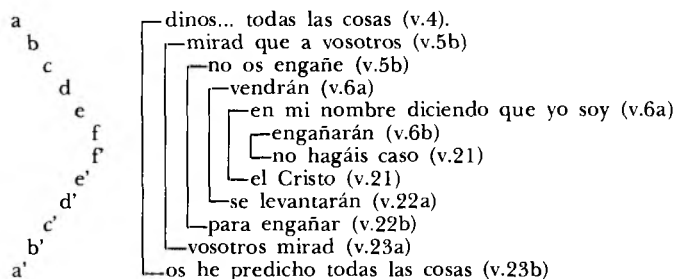 a dinos... todas las cosas (v.4).
b mirad que a vosotros (v.5b)
c no os engañe (v.5b)
d vendrán (v.6a)
e en mi nombre diciendo que yo soy (v.6a)
f engañarán (v.6b)
f' no hagáis caso (v.21)
e' el Cristo (v.21)
d' se levantarán (v.22a)
c' para engañar (v.22b)
b' vosotros mirad (v.23a)
a' os he predicho todas las cosas (v.23b)